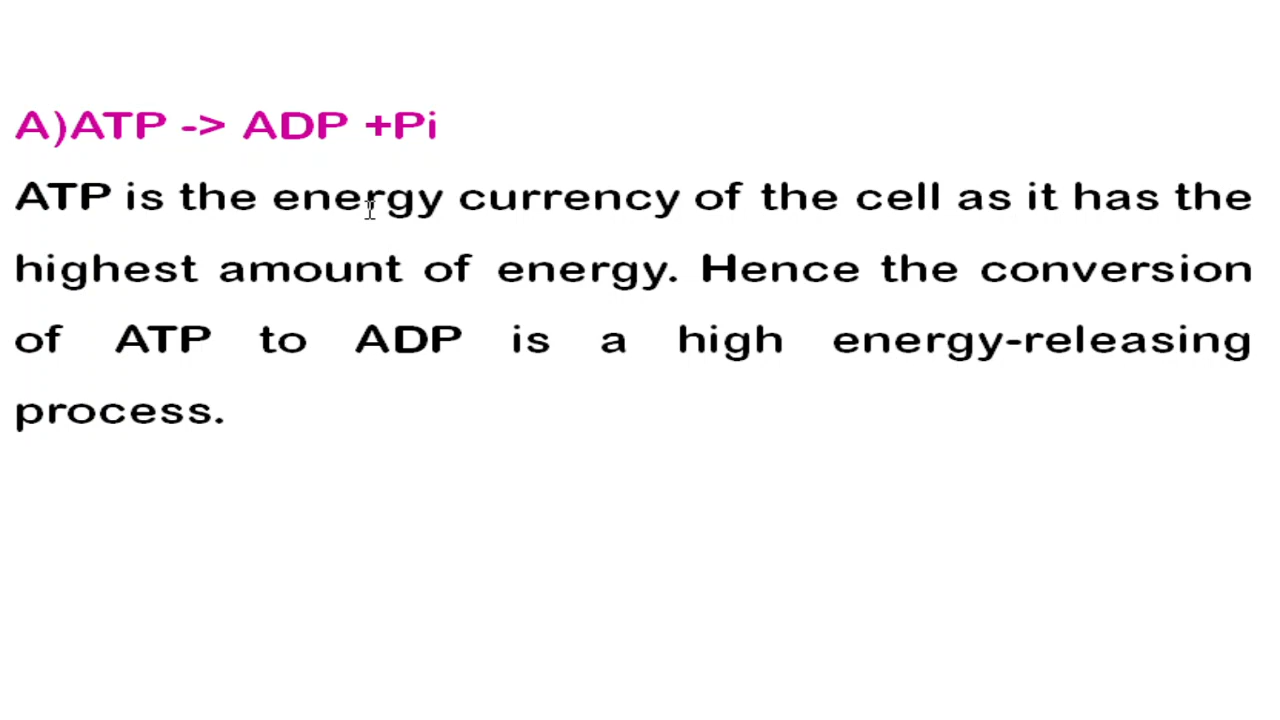 A)ATP -> ADP +Pi
ATP is the energy currency of the cell as it has the
highest amount of energy. Hence the conversion
of ATP to ADP is a high energy-releasing
process.